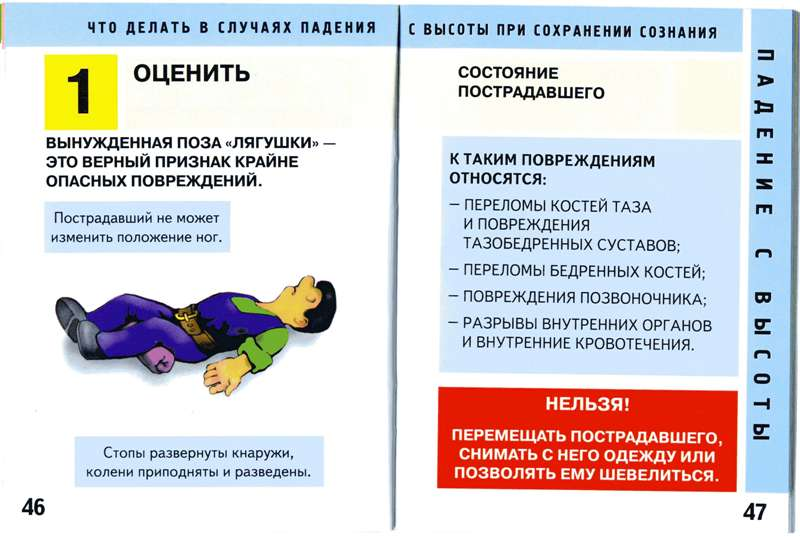 ЧТО ДЕЛАТЬ В СЛУЧАЯХ ПАДЕНИЯ
1
ОЦЕНИТЬ
ВЫНУЖДЕННАЯ ПОЗА «ЛЯГУШКИ» —
ЭТО ВЕРНЫЙ ПРИЗНАК КРАЙНЕ
ОПАСНЫХ ПОВРЕЖДЕНИЙ.
Пострадавший не может
изменить положение ног.
Стопы развернуты кнаружи,
колени приподняты и разведены.
46
С ВЫСОТЫ ПРИ СОХРАНЕНИИ СОЗНАНИЯ
СОСТОЯНИЕ
ПОСТРАДАВШЕГО
К ТАКИМ ПОВРЕЖДЕНИЯМ
ОТНОСЯТСЯ:
– ПЕРЕЛОМЫ КОСТЕЙ ТАЗА
И ПОВРЕЖДЕНИЯ
ТАЗОБЕДРЕННЫХ СУСТАВОВ;
– ПЕРЕЛОМЫ БЕДРЕННЫХ КОСТЕЙ;
– ПОВРЕЖДЕНИЯ ПОЗВОНОЧНИКА;
– РАЗРЫВЫ ВНУТРЕННИХ ОРГАНОВ
И ВНУТРЕННИЕ КРОВОТЕЧЕНИЯ.
НЕЛЬЗЯ!
ПЕРЕМЕЩАТЬ ПОСТРАДАВШЕГО,
СНИМАТЬ С НЕГО ОДЕЖДУ ИЛИ
ПОЗВОЛЯТЬ ЕМУ ШЕВЕЛИТЬСЯ.
ПАДЕНИЕ С ВЫСОТЫ
47